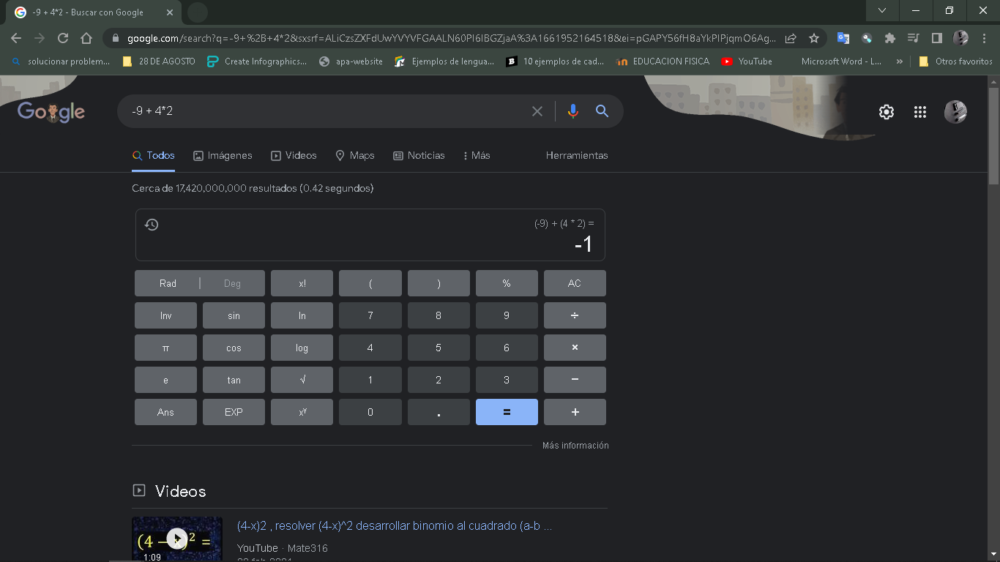 -9 + 4*2 - Buscar con Google
google.com/search?q=-9+%2B+4*2&sxsrf=ALiCzsZXFdUwYVYVFGAALN60PI6IBGZjaA%3A1661952164518&ei=pGAPY56fH8aYkPIPjqmO6Ag...
solucionar problem...
28 DE AGOSTO
Create Infographics...
apa-website
Ejemplos de lengua...
10 ejemplos de cad...
EDUCACION FISICA
YouTube
Microsoft Word - L...
»
Otros favoritos
Google
-9 + 4*2
Todos
Imágenes
Videos
Maps
Noticias
Más
Herramientas
Cerca de 17,420,000,000 resultados (0.42 segundos)
(-9) + (4 * 2) =
-1
Rad | Deg x! ( ) % AC
Inv sin ln 7 8 9 ÷
π cos log 4 5 6 ×
e tan √ 1 2 3 −
Ans EXP xʸ 0 . = +
Más información
Videos
(4-x)2 , resolver (4-x)^2 desarrollar binomio al cuadrado (a-b ...
(4 – x)² =
1:09
YouTube · Mate316